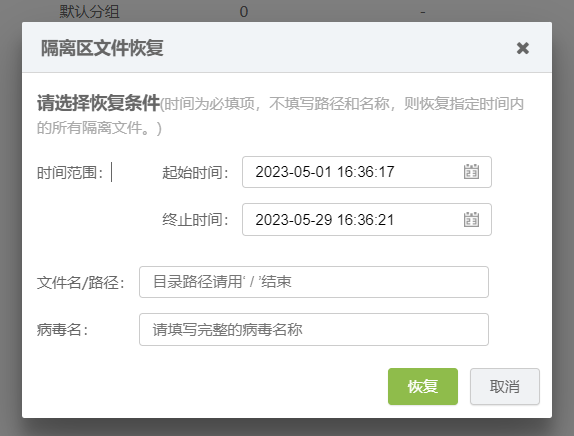 默认分组 0 -
隔离区文件恢复
请选择恢复条件(时间为必填项，不填写路径和名称，则恢复指定时间内
的所有隔离文件。)
时间范围： 起始时间： 2023-05-01 16:36:17
终止时间： 2023-05-29 16:36:21
文件名/路径： 目录路径请用‘ / ’结束
病毒名： 请填写完整的病毒名称
恢复 取消